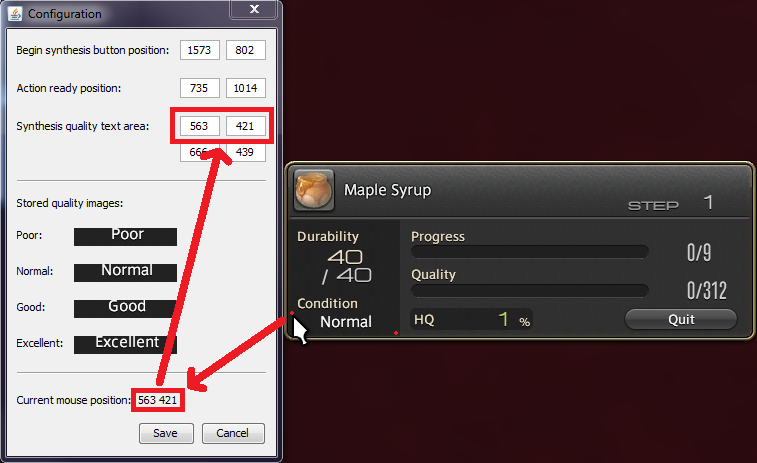 Configuration
X
Begin synthesis button position: 1573 802
Action ready position: 735 1014
Synthesis quality text area: 563 421
666 439
Stored quality images:
Poor: Poor
Normal: Normal
Good: Good
Excellent: Excellent
Current mouse position: 563 421
Save Cancel
Maple Syrup
STEP 1
Durability
40
/ 40
Condition
Normal
Progress
0/9
Quality
0/312
HQ 1 %
Quit